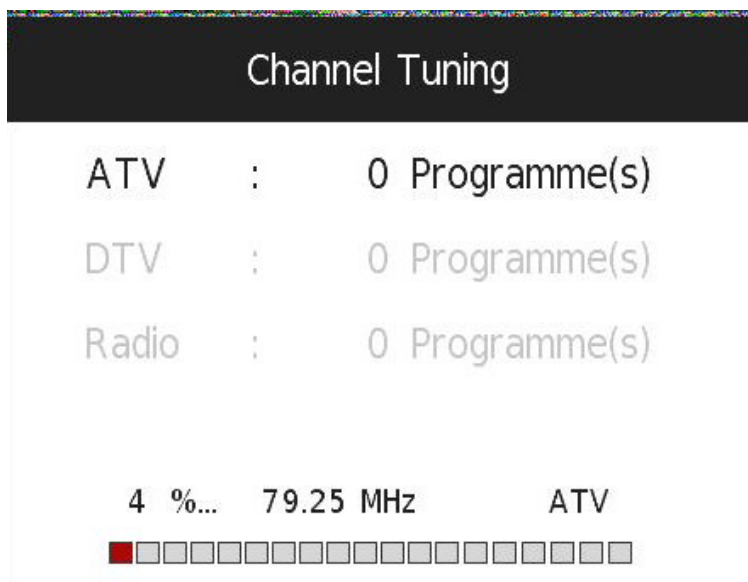 Channel Tuning
ATV : 0 Programme(s)
DTV : 0 Programme(s)
Radio : 0 Programme(s)
4 %... 79.25 MHz ATV